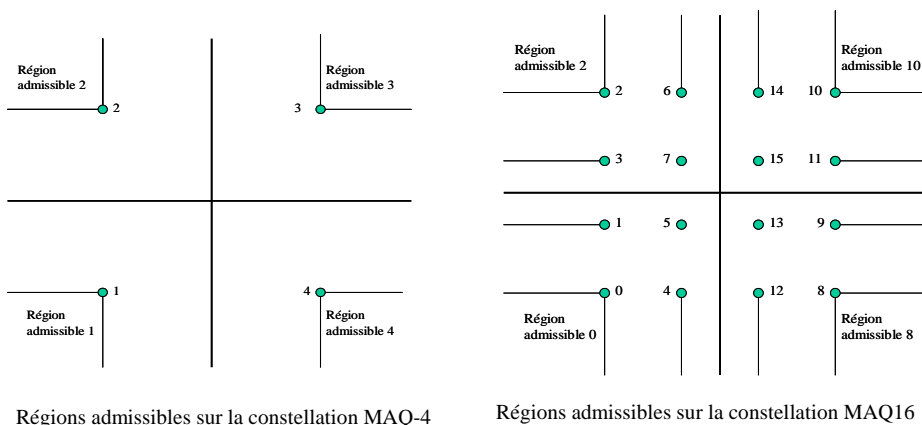 Région
admissible 2
Région
admissible 3
2
3
1
4
Région
admissible 1
Région
admissible 4
Régions admissibles sur la constellation MAQ-4
Région
admissible 2
Région
admissible 10
2
6
14
10
3
7
15
11
1
5
13
9
0
4
12
8
Région
admissible 0
Région
admissible 8
Régions admissibles sur la constellation MAQ16